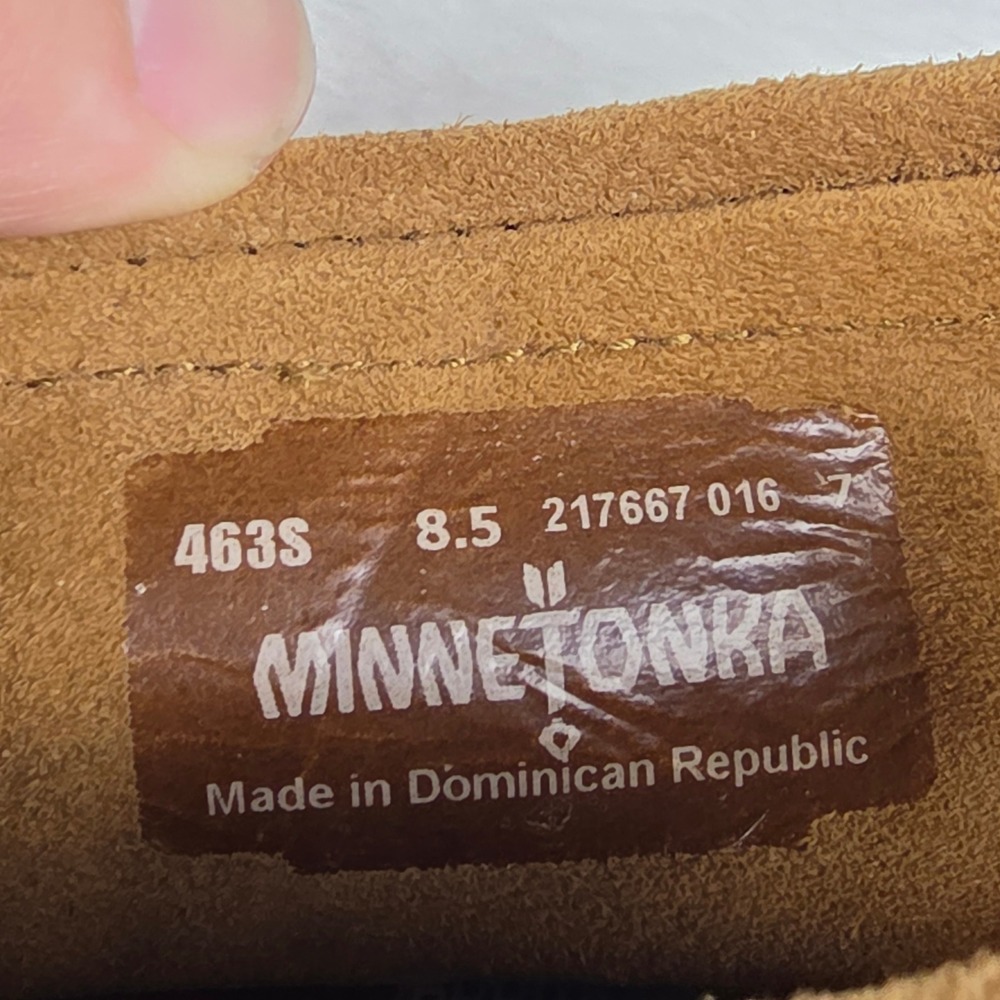 463S 8.5 217667 016 7
MINNETONKA
Made in Dominican Republic